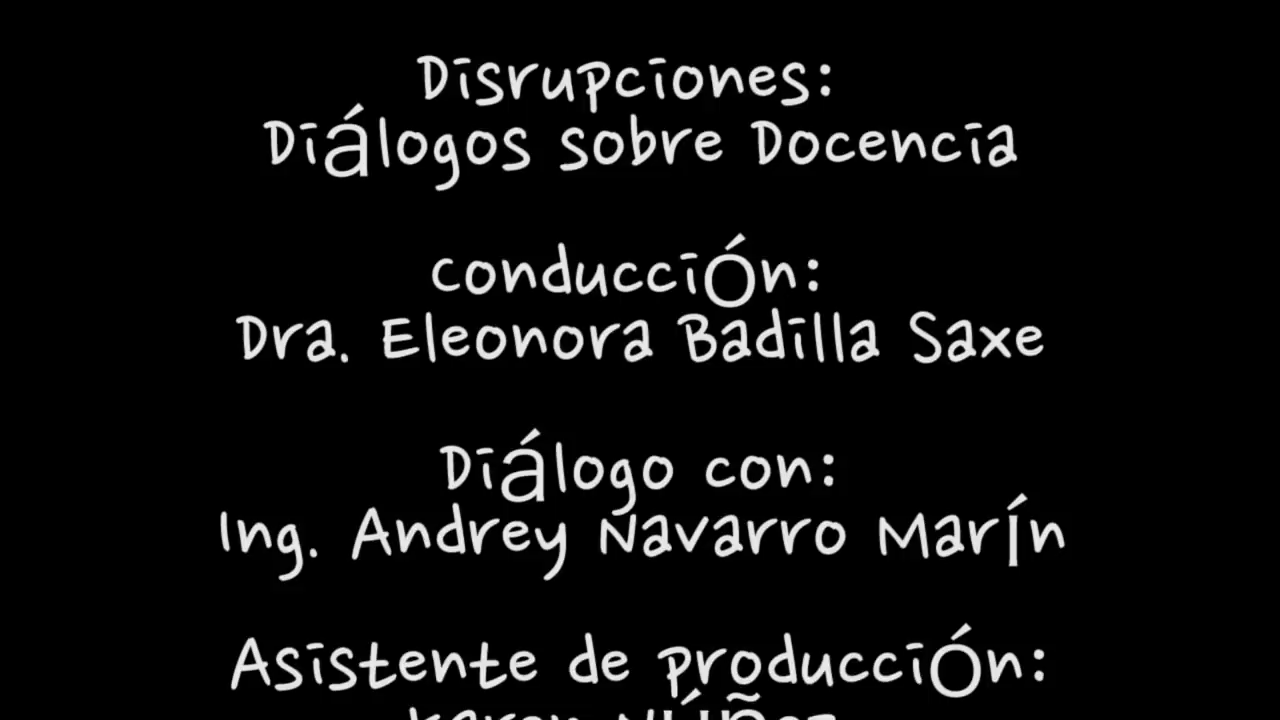 Disrupciones:
Diálogos sobre Docencia
Conducción:
Dra. Eleonora Badilla Saxe
Diálogo con:
Ing. Andrey Navarro Marín
Asistente de producción: